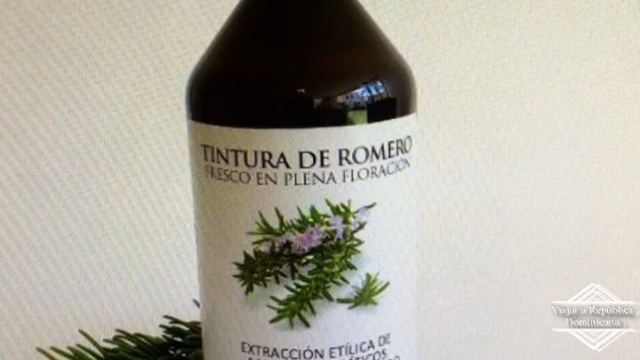 TINTURA DE ROMERO
FRESCO EN PLENA FLORACIÓN
EXTRACCIÓN ETÍLICA DE
Viajar a República
Dominicana